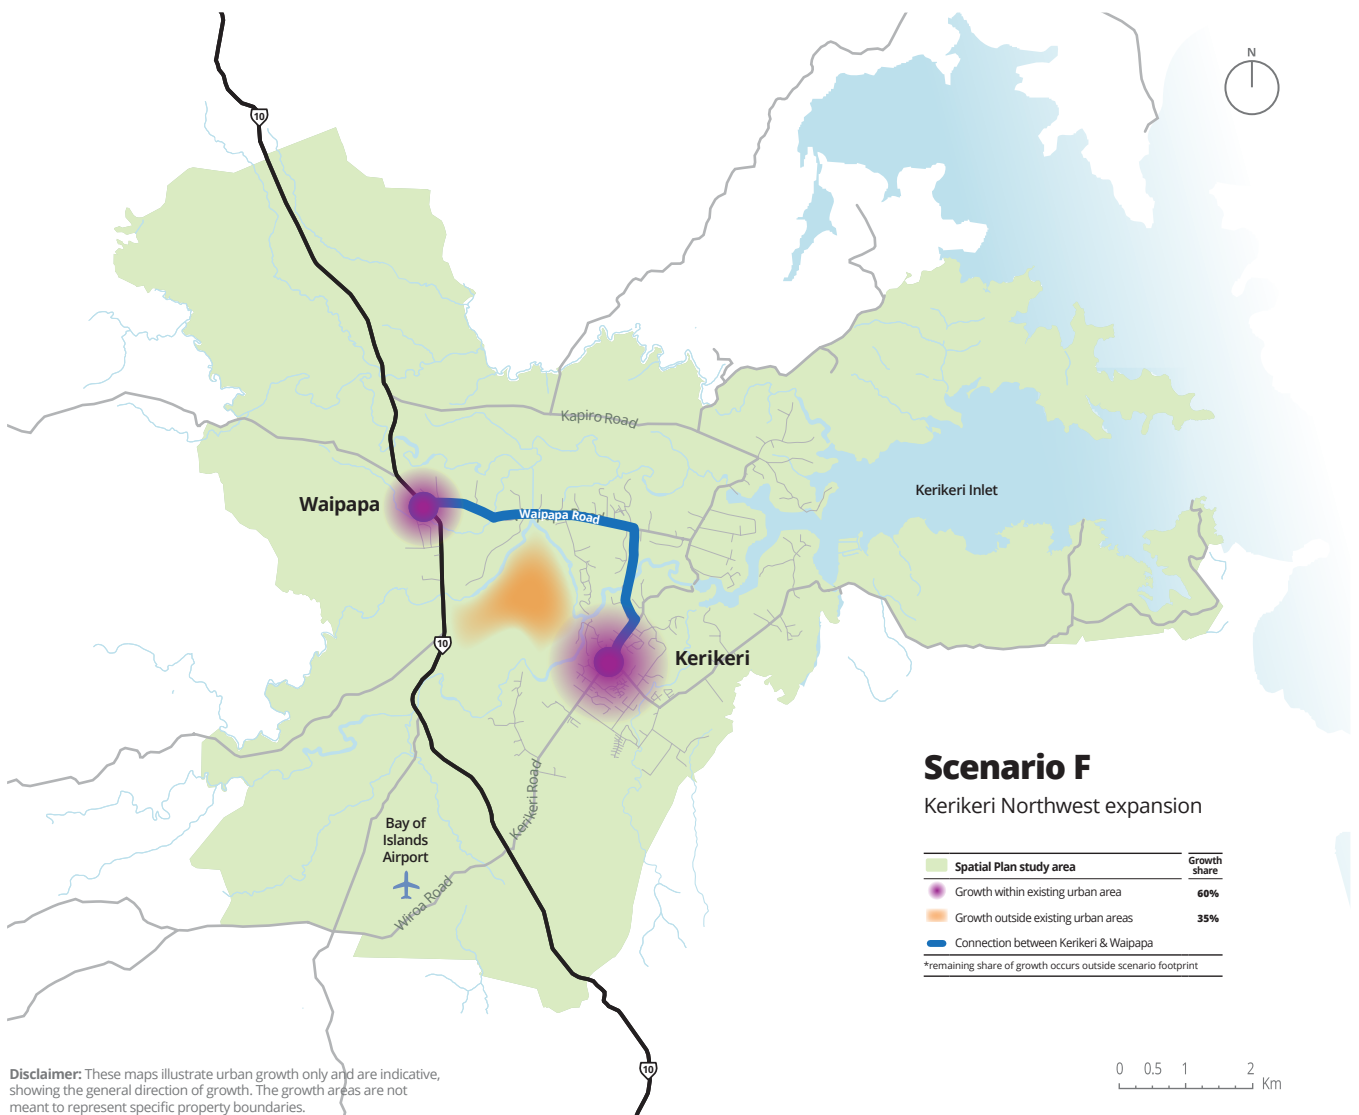 N
10
Kapiro Road
Waipapa
Waipapa Road
Kerikeri Inlet
10
Kerikeri
Scenario F
Kerikeri Northwest expansion
Kerikeri Road
Bay of
Islands
Airport
Wiroa Road
Growth
share
Spatial Plan study area
Growth within existing urban area 60%
Growth outside existing urban areas 35%
Connection between Kerikeri & Waipapa
*remaining share of growth occurs outside scenario footprint
10
0 0.5 1 2 Km
Disclaimer: These maps illustrate urban growth only and are indicative,
showing the general direction of growth. The growth areas are not
meant to represent specific property boundaries.